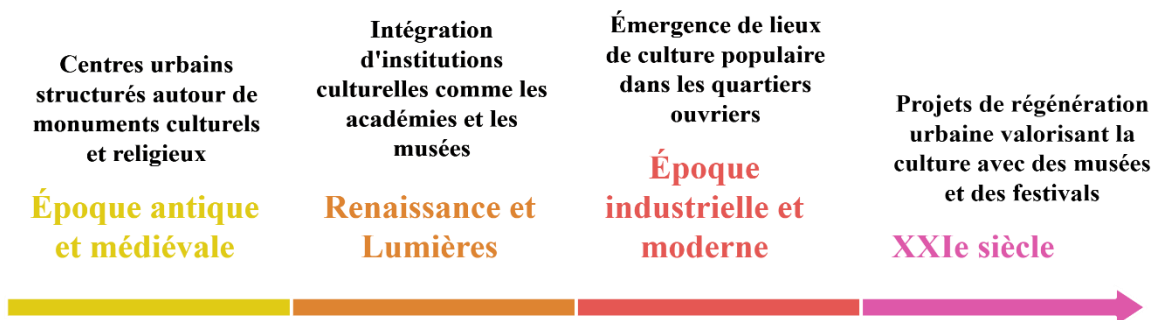 Centres urbains
structurés autour de
monuments culturels
et religieux
Époque antique
et médiévale
Intégration
d'institutions
culturelles comme les
académies et les
musées
Renaissance et
Lumières
Émergence de lieux
de culture populaire
dans les quartiers
ouvriers
Époque
industrielle et
moderne
Projets de régénération
urbaine valorisant la
culture avec des musées
et des festivals
XXIe siècle